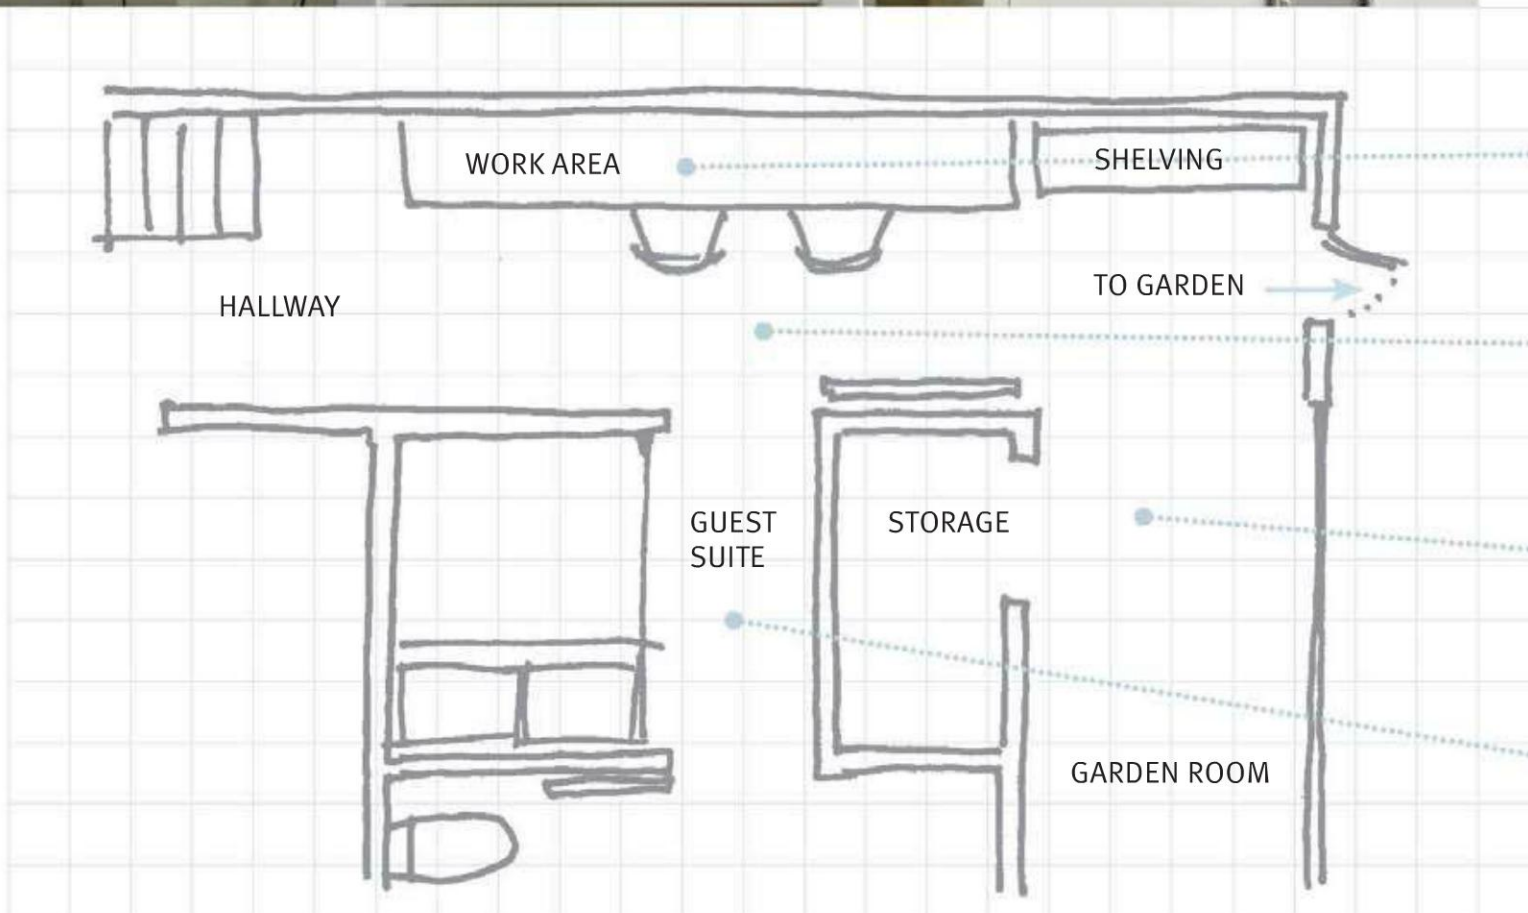 WORK AREA
SHELVING
TO GARDEN
HALLWAY
GUEST
SUITE
STORAGE
GARDEN ROOM